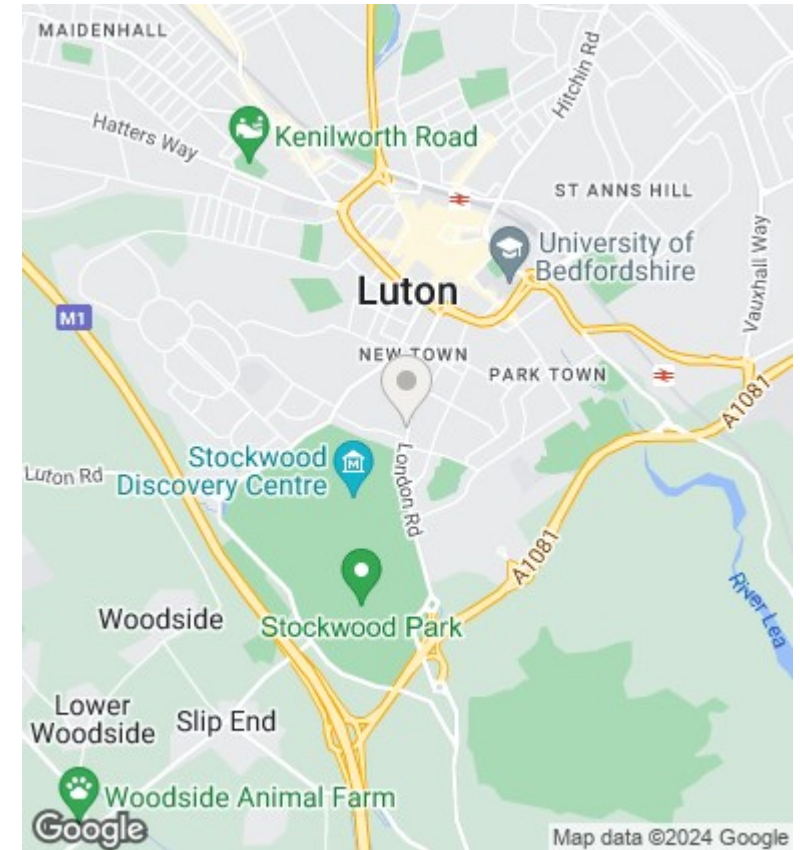 MAIDENHALL
Hitchin Rd
Hatters Way
Kenilworth Road
ST ANNS HILL
University of
Bedfordshire
Vauxhall Way
Luton
M1
NEW TOWN
PARK TOWN
A1081
Stockwood
Discovery Centre
Luton Rd
London Rd
A1081
River Lea
Woodside
Stockwood Park
Lower
Woodside
Slip End
Woodside Animal Farm
Google
Map data ©2024 Google